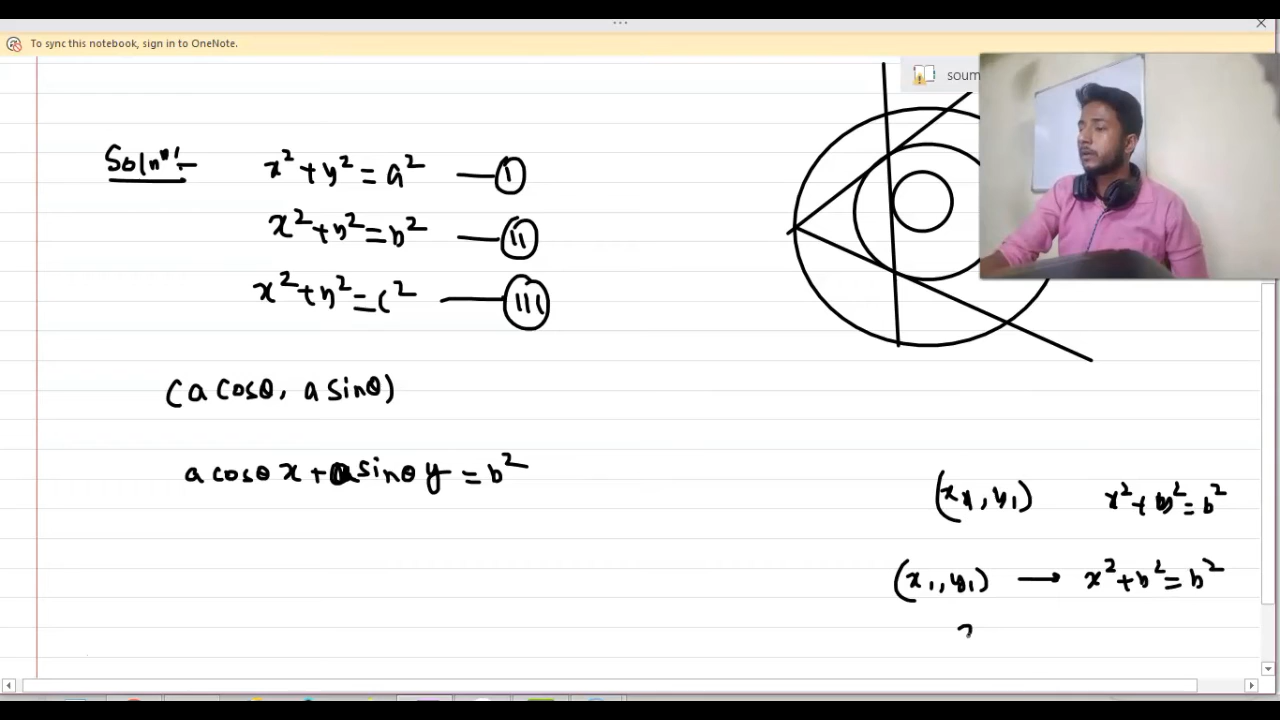 To sync this notebook, sign in to OneNote.
soum
Soln:-
x² + y² = a² — (i)
x² + y² = b² — (ii)
x² + y² = c² — (iii)
(a cosθ, a sinθ)
a cosθ x + a sinθ y = b²
(x₁, y₁) x² + y² = b²
(x₁, y₁) → x² + y² = b²